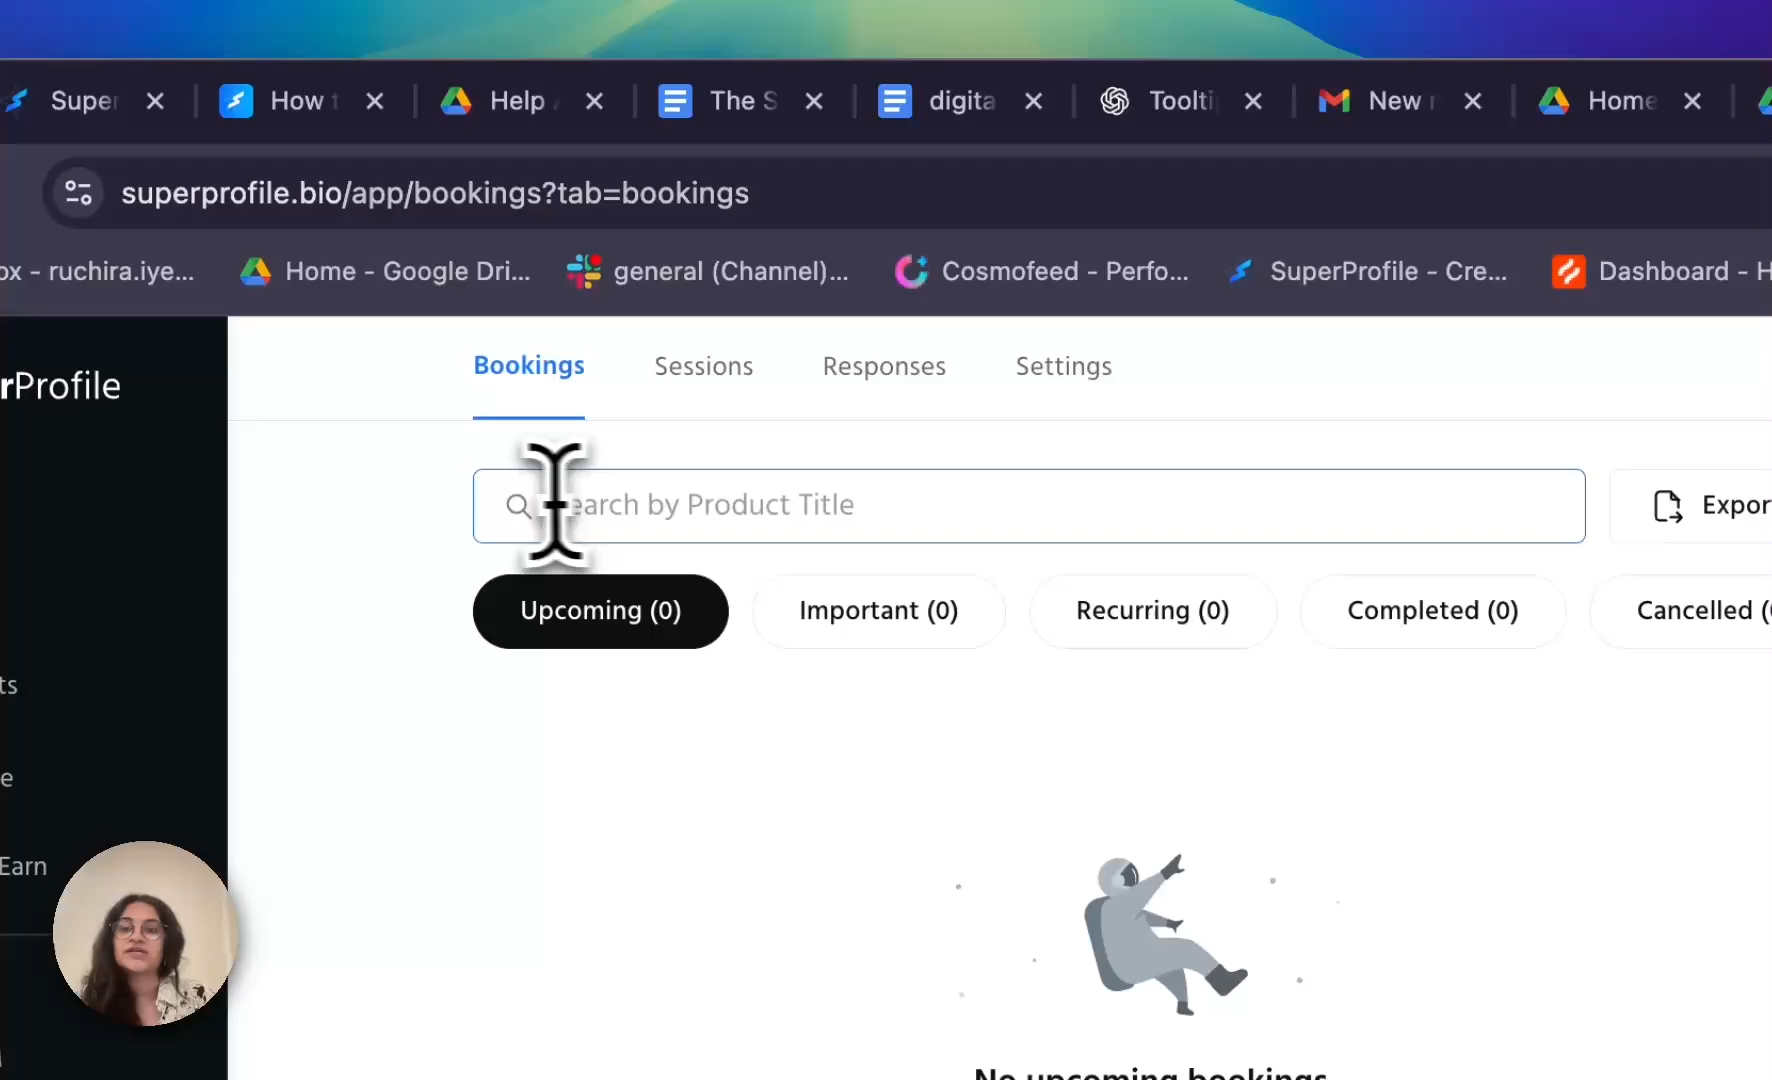 Super
How t
Help
The S
digita
Toolti
New
Home
superprofile.bio/app/bookings?tab=bookings
ox - ruchira.iye...
Home - Google Dri...
general (Channel)...
Cosmofeed - Perfo...
SuperProfile - Cre...
Dashboard - H
rProfile
Bookings
Sessions
Responses
Settings
earch by Product Title
Expor
Upcoming (0)
Important (0)
Recurring (0)
Completed (0)
Cancelled (
ts
e
Earn
No upcoming bookings